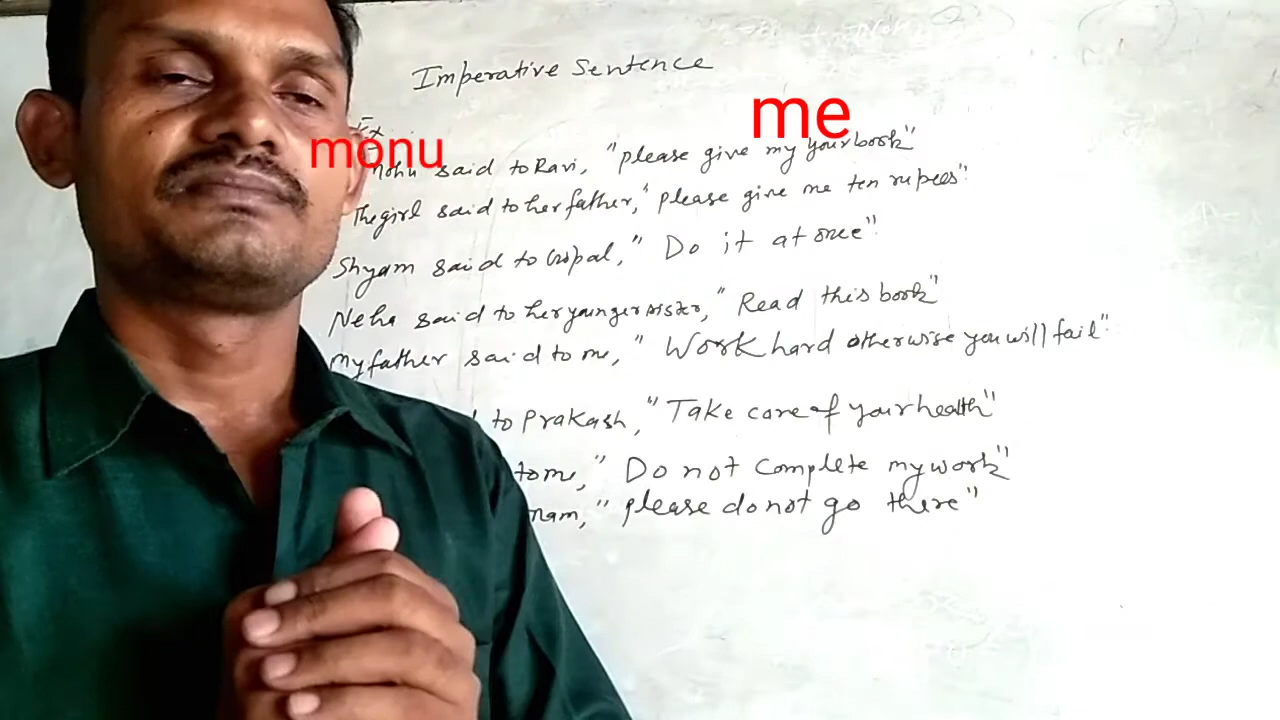 Imperative Sentence
Ex
me
monu
said to Ravi, "please give my your book"
The girl said to her father, "please give me ten rupees".
Shyam said to Gopal, " Do it at once"
Neha said to her younger sister, " Read this book"
My father said to me, " Work hard otherwise you will fail".
to Prakash, "Take care of your health"
to me, " Do not complete my work"
"please do not go there"